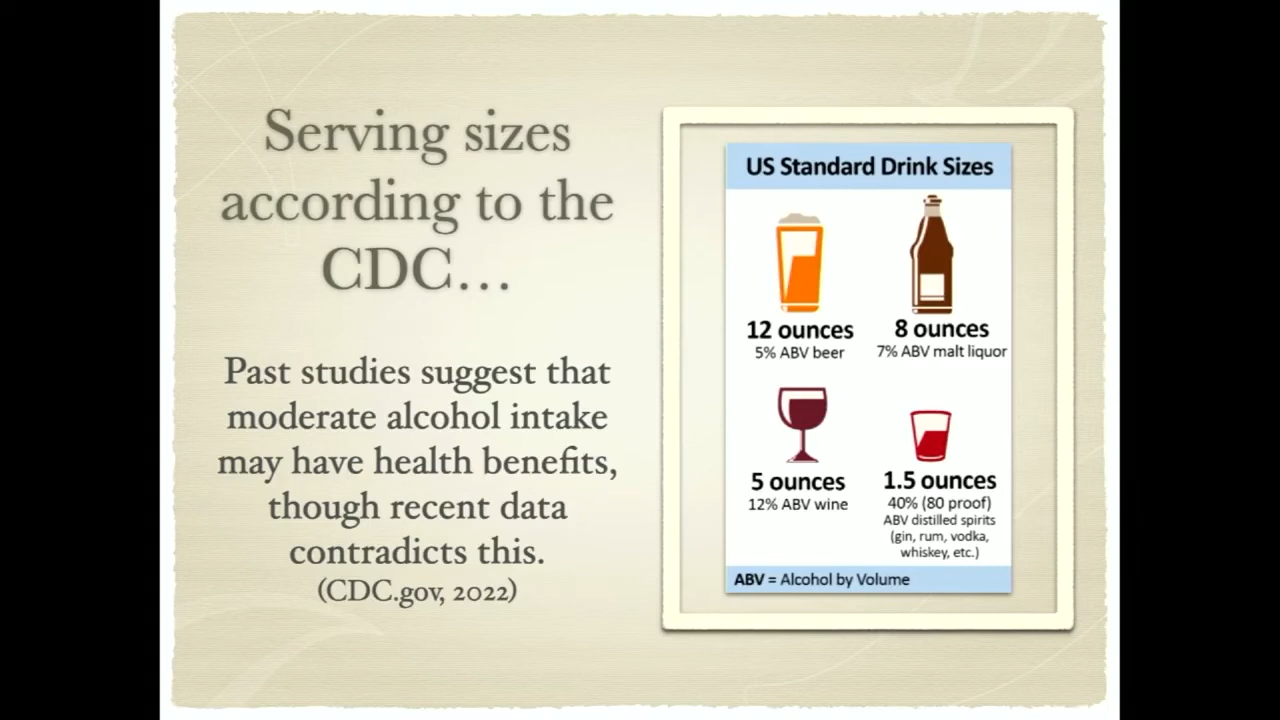 Serving sizes
according to the
CDC…
Past studies suggest that
moderate alcohol intake
may have health benefits,
though recent data
contradicts this.
(CDC.gov, 2022)
US Standard Drink Sizes
12 ounces
5% ABV beer
8 ounces
7% ABV malt liquor
5 ounces
12% ABV wine
1.5 ounces
40% (80 proof)
ABV distilled spirits
(gin, rum, vodka,
whiskey, etc.)
ABV = Alcohol by Volume